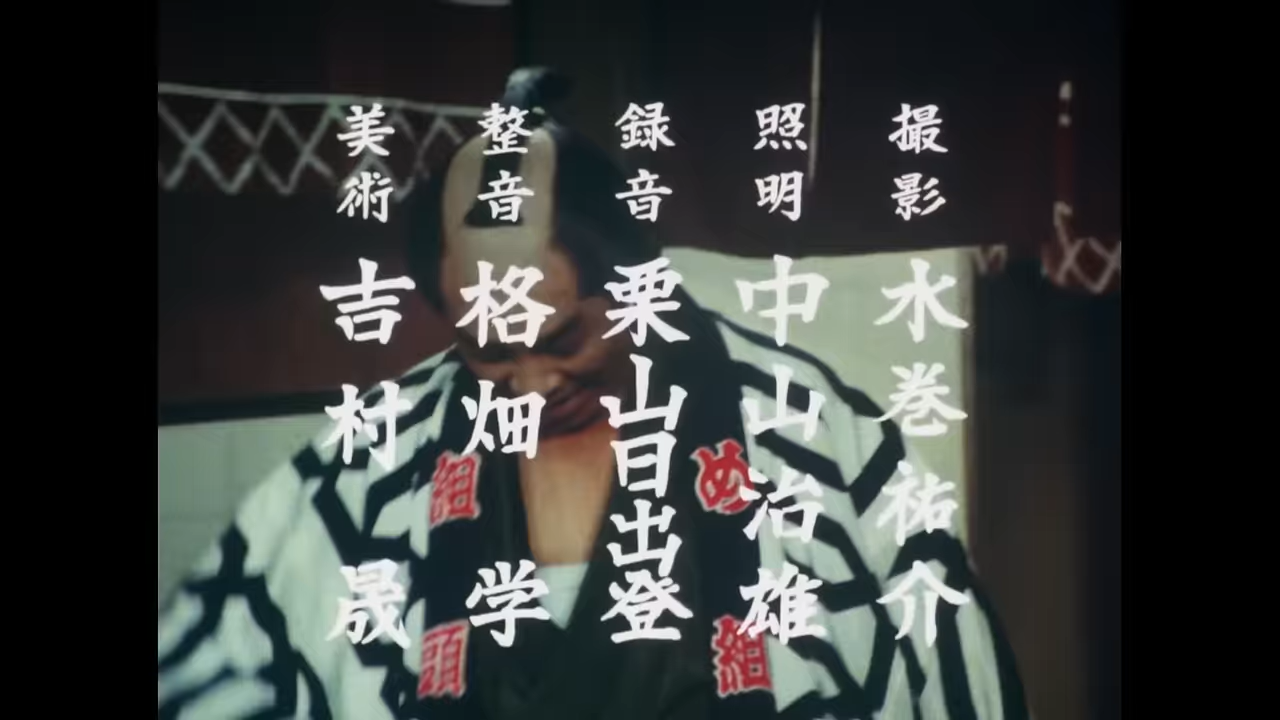 撮影 水巻祐介
照明 中山治雄
録音 栗山日出登
整音 格畑学
美術 吉村晟
め組
組頭